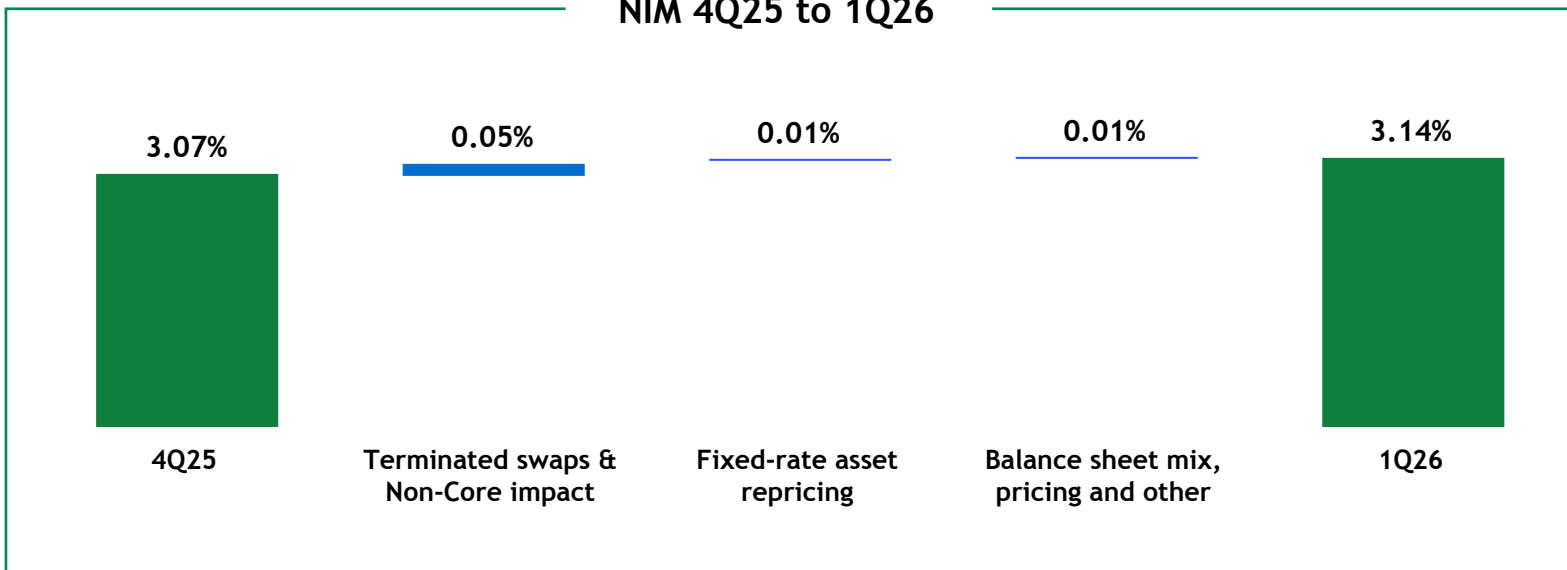 NIM 4Q25 to 1Q26
3.07%
0.05%
0.01%
0.01%
3.14%
4Q25
Terminated swaps &
Non-Core impact
Fixed-rate asset
repricing
Balance sheet mix,
pricing and other
1Q26